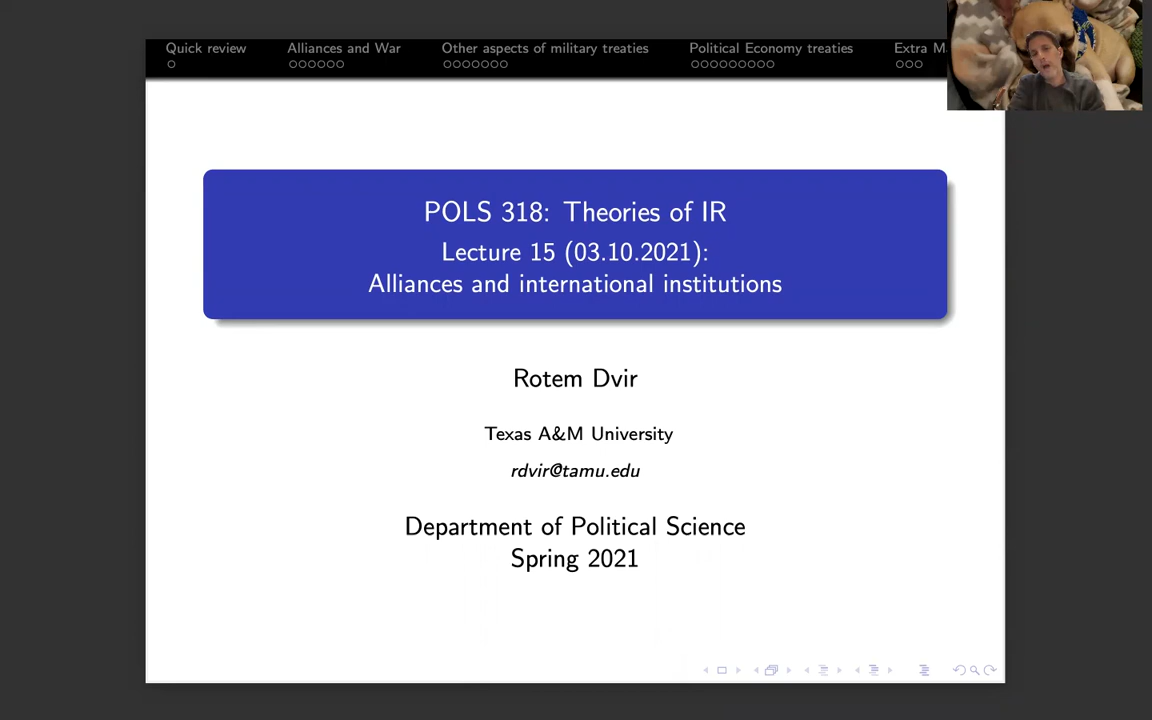 Quick review Alliances and War Other aspects of military treaties Political Economy treaties Extra M
POLS 318: Theories of IR
Lecture 15 (03.10.2021):
Alliances and international institutions
Rotem Dvir
Texas A&M University
rdvir@tamu.edu
Department of Political Science
Spring 2021